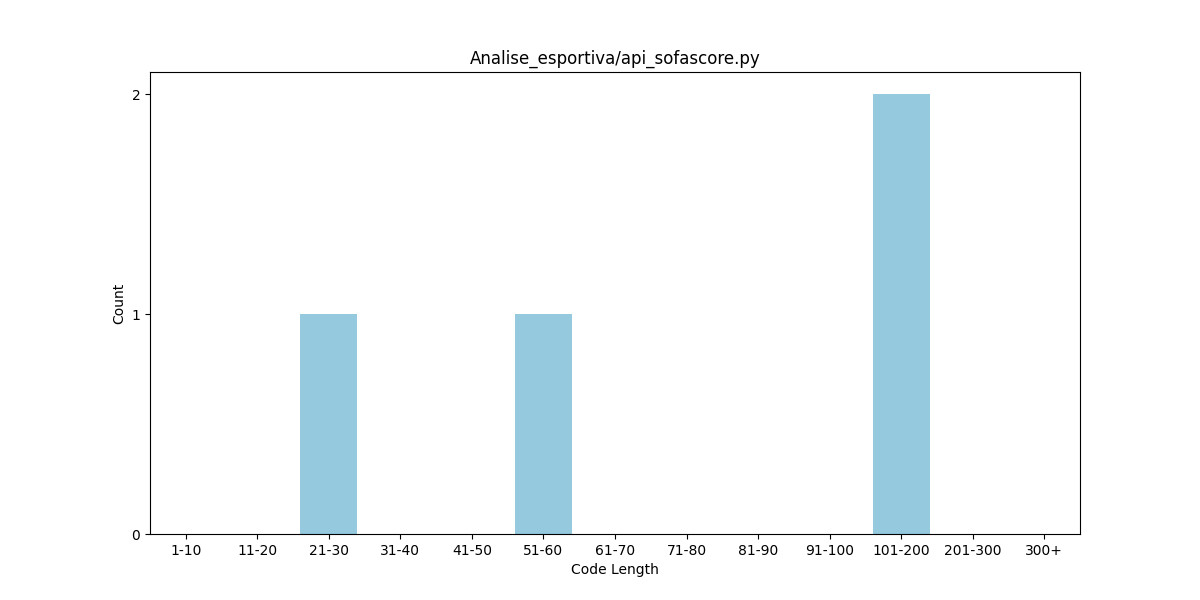 Analise_esportiva/api_sofascore.py
2
1
0
Count
1-10 11-20 21-30 31-40 41-50 51-60 61-70 71-80 81-90 91-100 101-200 201-300 300+
Code Length